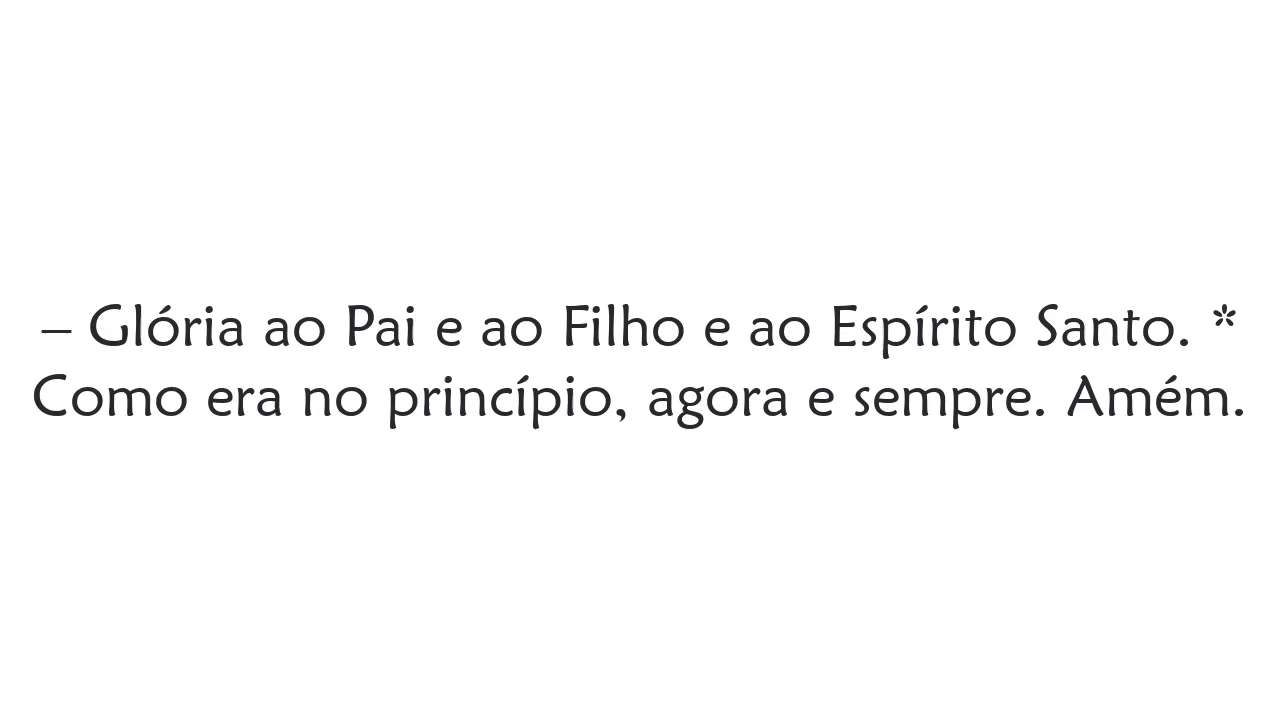 – Glória ao Pai e ao Filho e ao Espírito Santo. *
Como era no princípio, agora e sempre. Amém.